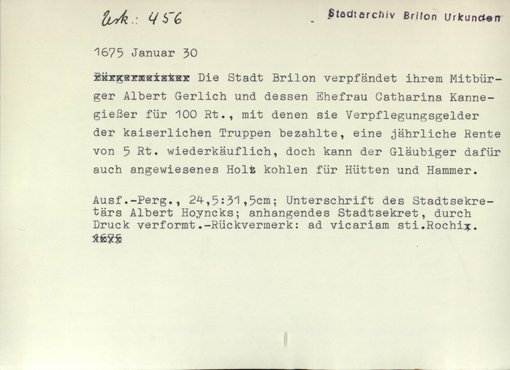 Urk.: 456
Stadtarchiv Brilon Urkunden
1675 Januar 30
Bürgermeister Die Stadt Brilon verpfändet ihrem Mitbür-
ger Albert Gerlich und dessen Ehefrau Catharina Kanne-
gießer für 100 Rt., mit denen sie Verpflegungsgelder
der kaiserlichen Truppen bezahlte, eine jährliche Rente
von 5 Rt. wiederkäuflich, doch kann der Gläubiger dafür
auch angewiesenes Holz kohlen für Hütten und Hammer.
Ausf.-Perg., 24,5:31,5cm; Unterschrift des Stadtsekre-
tärs Albert Hoyncks; anhangendes Stadtsekret, durch
Druck verformt.-Rückvermerk: ad vicariam sti.Rochi.
1675